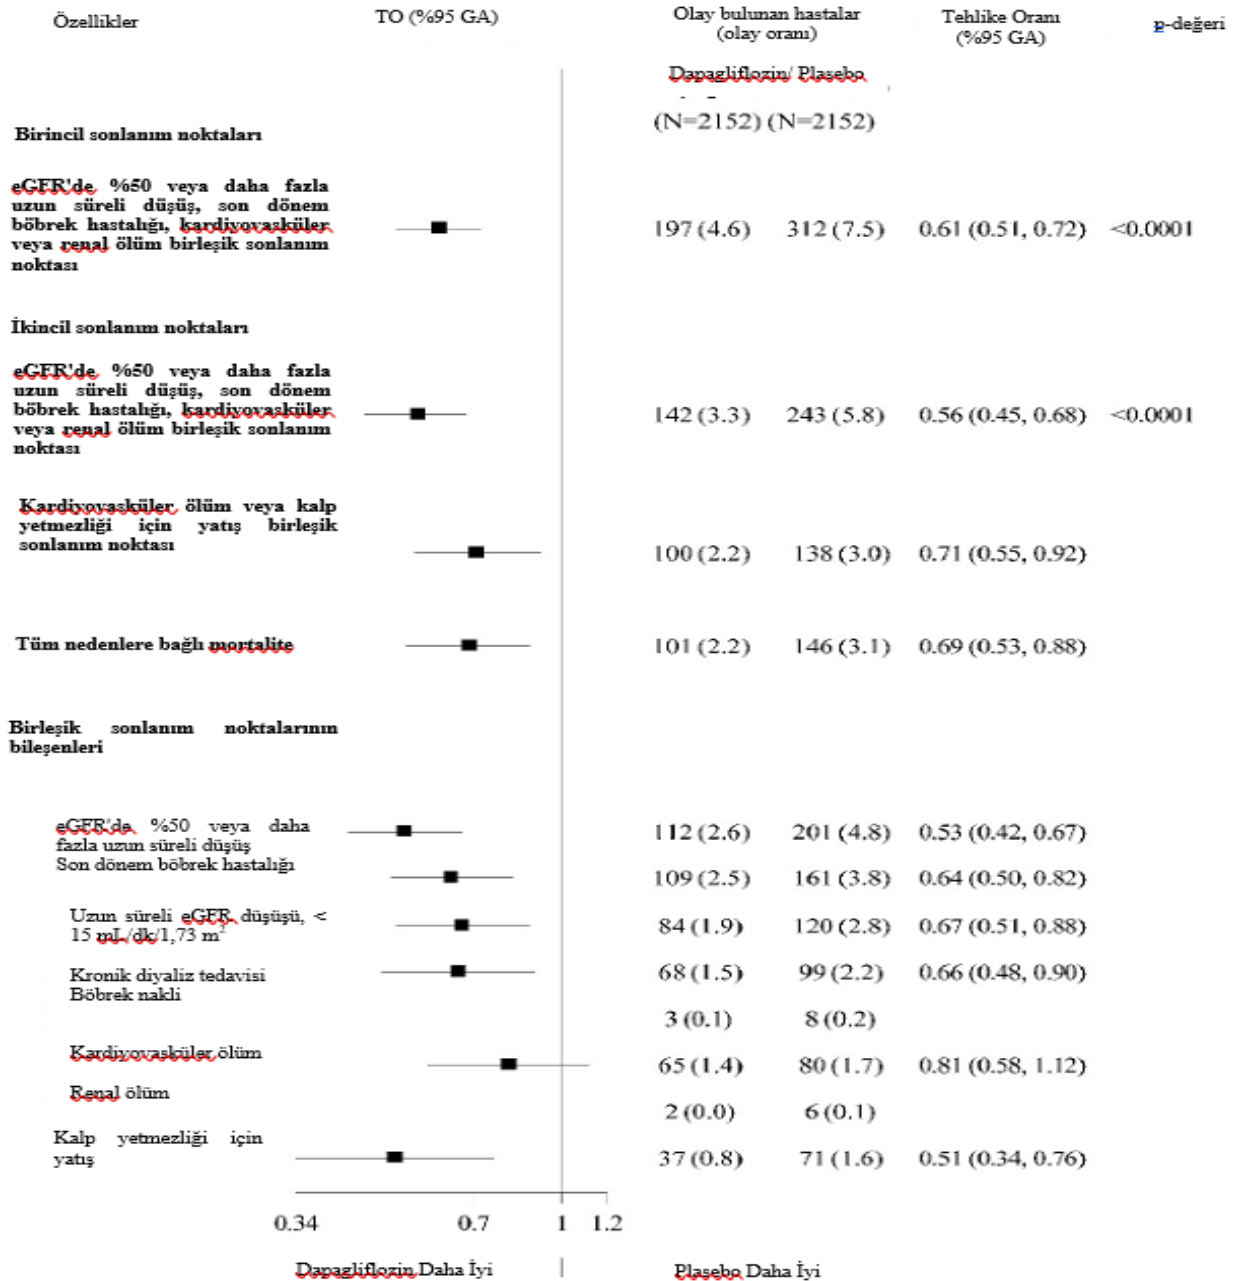 Özellikler TO (%95 GA) Olay bulunan hastalar Tehlike Oranı p-değeri
(olay oranı) (%95 GA)
Dapagliflozin/ Plasebo
(N=2152) (N=2152)
Birincil sonlanım noktaları
eGFR'de %50 veya daha fazla
uzun süreli düşüş, son dönem
böbrek hastalığı, kardiyovasküler 197 (4.6) 312 (7.5) 0.61 (0.51, 0.72) <0.0001
veya renal ölüm birleşik sonlanım
noktası
İkincil sonlanım noktaları
eGFR'de %50 veya daha fazla
uzun süreli düşüş, son dönem
böbrek hastalığı, kardiyovasküler 142 (3.3) 243 (5.8) 0.56 (0.45, 0.68) <0.0001
veya renal ölüm birleşik sonlanım
noktası
Kardiyovasküler ölüm veya kalp
yetmezliği için yatış birleşik
sonlanım noktası 100 (2.2) 138 (3.0) 0.71 (0.55, 0.92)
Tüm nedenlere bağlı mortalite 101 (2.2) 146 (3.1) 0.69 (0.53, 0.88)
Birleşik sonlanım noktalarının
bileşenleri
eGFR'de %50 veya daha 112 (2.6) 201 (4.8) 0.53 (0.42, 0.67)
fazla uzun süreli düşüş
Son dönem böbrek hastalığı 109 (2.5) 161 (3.8) 0.64 (0.50, 0.82)
Uzun süreli eGFR düşüşü, < 84 (1.9) 120 (2.8) 0.67 (0.51, 0.88)
15 mL/dk/1,73 m²
Kronik diyaliz tedavisi 68 (1.5) 99 (2.2) 0.66 (0.48, 0.90)
Böbrek nakli 3 (0.1) 8 (0.2)
Kardiyovasküler ölüm 65 (1.4) 80 (1.7) 0.81 (0.58, 1.12)
Renal ölüm 2 (0.0) 6 (0.1)
Kalp yetmezliği için
yatış 37 (0.8) 71 (1.6) 0.51 (0.34, 0.76)
0.34 0.7 1 1.2
Dapagliflozin Daha İyi Plasebo Daha İyi